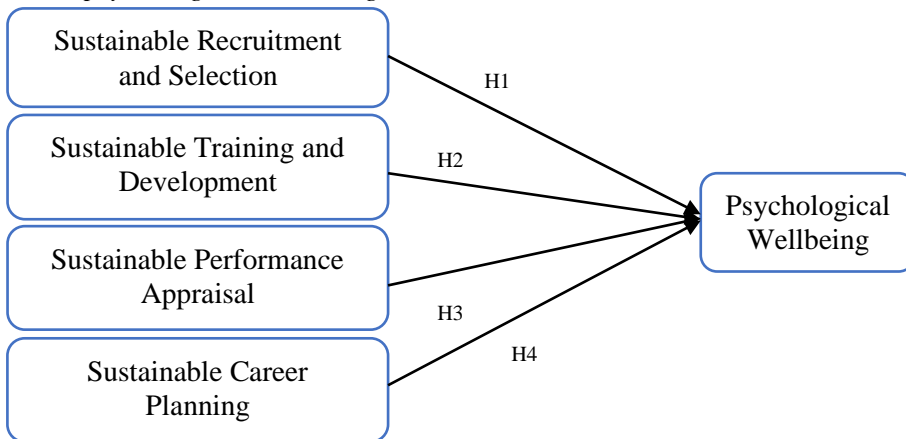 Sustainable Recruitment
and Selection
H1
Sustainable Training and
Development
H2
Psychological
Wellbeing
Sustainable Performance
Appraisal
H3
H4
Sustainable Career
Planning